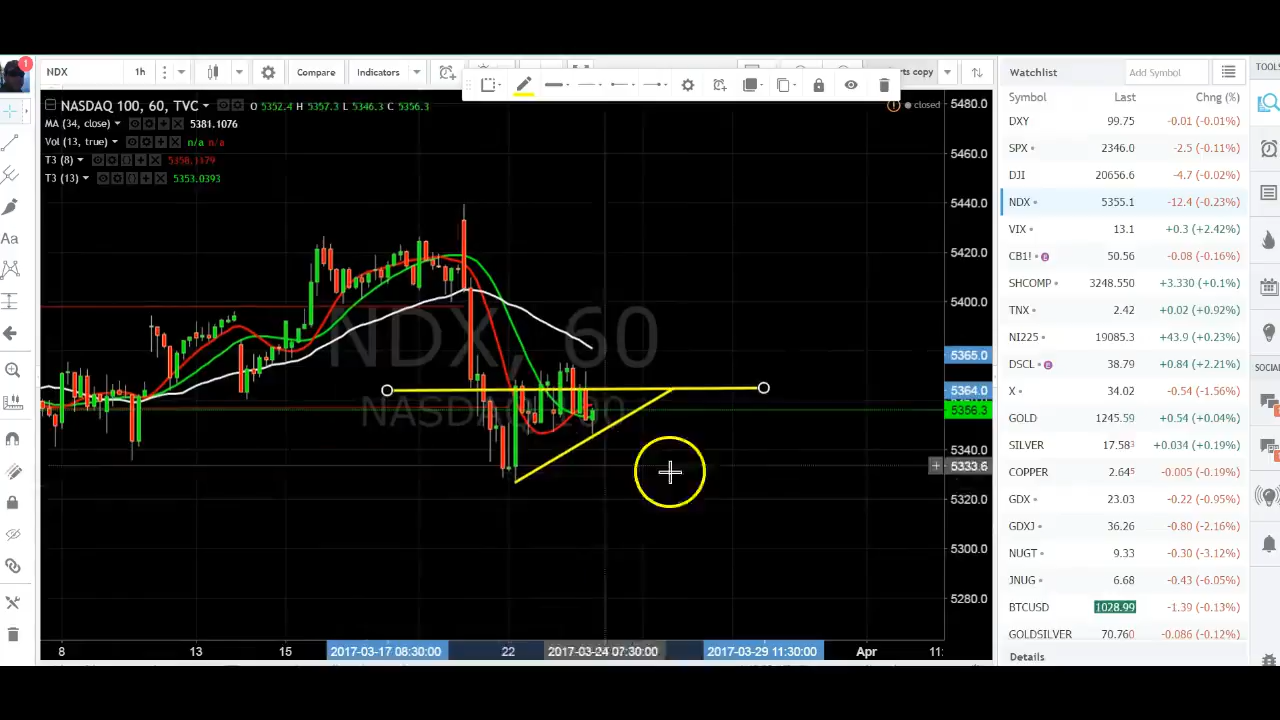 1
NDX 1h Compare Indicators rts copy
Watchlist Add Symbol
TOOLS
NASDAQ 100, 60, TVC O 5352.4 H 5357.3 L 5346.3 C 5356.3
closed
MA (34, close) 5381.1076
Vol (13, true) n/a n/a
T3 (8) 5358.1179
T3 (13) 5353.0393
NDX, 60
NASDAQ 100
5480.0
5460.0
5440.0
5420.0
5400.0
5365.0
5364.0
5356.3
5340.0
5333.6
5320.0
5300.0
5280.0
8 13 15 2017-03-17 08:30:00 22 2017-03-24 07:30:00 2017-03-29 11:30:00 Apr 11:
Symbol Last Chng (%)
DXY 99.75 -0.01 (-0.01%)
SPX 2346.0 -2.5 (-0.11%)
DJI 20656.6 -4.7 (-0.02%)
NDX 5355.1 -12.4 (-0.23%)
VIX 13.1 +0.3 (+2.42%)
CB1! 50.56 -0.08 (-0.16%)
SHCOMP 3248.550 +3.330 (+0.1%)
TNX 2.42 +0.02 (+0.92%)
NI225 19085.3 +43.9 (+0.23%)
DSCL 38.79 +0.84 (+2.21%)
X 34.02 -0.54 (-1.56%)
GOLD 1245.59 +0.54 (+0.04%)
SILVER +0.034 (+0.19%)
COPPER 2.645 -0.005 (-0.17%)
GDX 23.03 -0.22 (-0.95%)
GDXJ 36.26 -0.80 (-2.16%)
NUGT 9.33 -0.30 (-3.12%)
JNUG 6.68 -0.43 (-6.05%)
BTCUSD 1028.99 -1.39 (-0.13%)
GOLDSILVER 70.760 -0.086 (-0.12%)
Details
SOCIAL
Aa